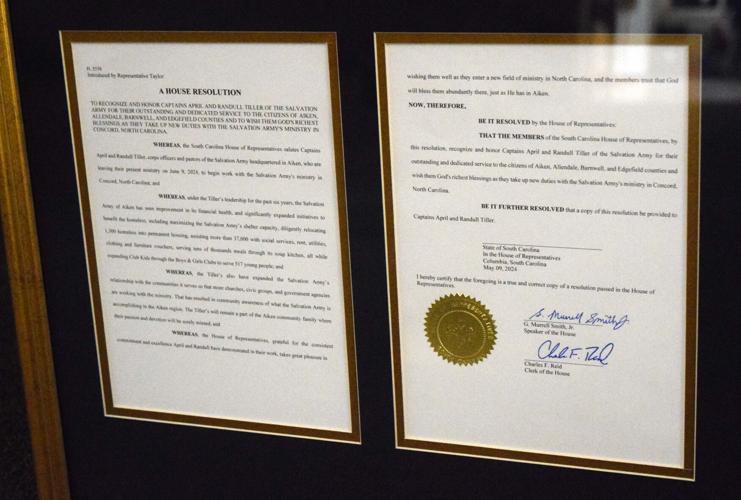 H. 5558
Introduced by Representative Taylor
A HOUSE RESOLUTION
TO RECOGNIZE AND HONOR CAPTAINS APRIL AND RANDULL TILLER OF THE SALVATION
ARMY FOR THEIR OUTSTANDING AND DEDICATED SERVICE TO THE CITIZENS OF AIKEN,
ALLENDALE, BARNWELL, AND EDGEFIELD COUNTIES AND TO WISH THEM GOD'S RICHEST
BLESSINGS AS THEY TAKE UP NEW DUTIES WITH THE SALVATION ARMY'S MINISTRY IN
CONCORD, NORTH CAROLINA.
WHEREAS, the South Carolina House of Representatives salutes Captains
April and Randull Tiller, corps officers and pastors of the Salvation Army headquartered in Aiken, who are
leaving their present ministry on June 9, 2024, to begin work with the Salvation Army's ministry in
Concord, North Carolina; and
WHEREAS, under the Tiller's leadership for the past six years, the Salvation
Army of Aiken has seen improvement in its financial health, and significantly expanded initiatives to
benefit the homeless, including maximizing the Salvation Army's shelter capacity, diligently relocating
1,300 homeless into permanent housing, assisting more than 37,000 with social services, rent, utilities,
clothing and furniture vouchers, serving tens of thousands meals through its soup kitchen, all while
expanding Club Kids through the Boys & Girls Clubs to serve 517 young people; and
WHEREAS, the Tiller's also have expanded the Salvation Army's
relationship with the communities it serves so that more churches, civic groups, and government agencies
are working with the ministry. That has resulted in community awareness of what the Salvation Army is
accomplishing in the Aiken region. The Tiller's will remain a part of the Aiken community family where
their passion and devotion will be sorely missed; and
WHEREAS, the House of Representatives, grateful for the consistent
commitment and excellence April and Randull have demonstrated in their work, takes great pleasure in
wishing them well as they enter a new field of ministry in North Carolina, and the members trust that God
will bless them abundantly there, just as He has in Aiken.
NOW, THEREFORE,
BE IT RESOLVED by the House of Representatives:
THAT THE MEMBERS of the South Carolina House of Representatives, by
this resolution, recognize and honor Captains April and Randull Tiller of the Salvation Army for their
outstanding and dedicated service to the citizens of Aiken, Allendale, Barnwell, and Edgefield counties and
wish them God's richest blessings as they take up new duties with the Salvation Army's ministry in Concord,
North Carolina.
BE IT FURTHER RESOLVED that a copy of this resolution be provided to
Captains April and Randull Tiller.
State of South Carolina
In the House of Representatives
Columbia, South Carolina
May 09, 2024
I hereby certify that the foregoing is a true and correct copy of a resolution passed in the House of
Representatives.
G. Murrell Smith Jr
G. Murrell Smith, Jr.
Speaker of the House
Charles F. Reid
Charles F. Reid
Clerk of the House